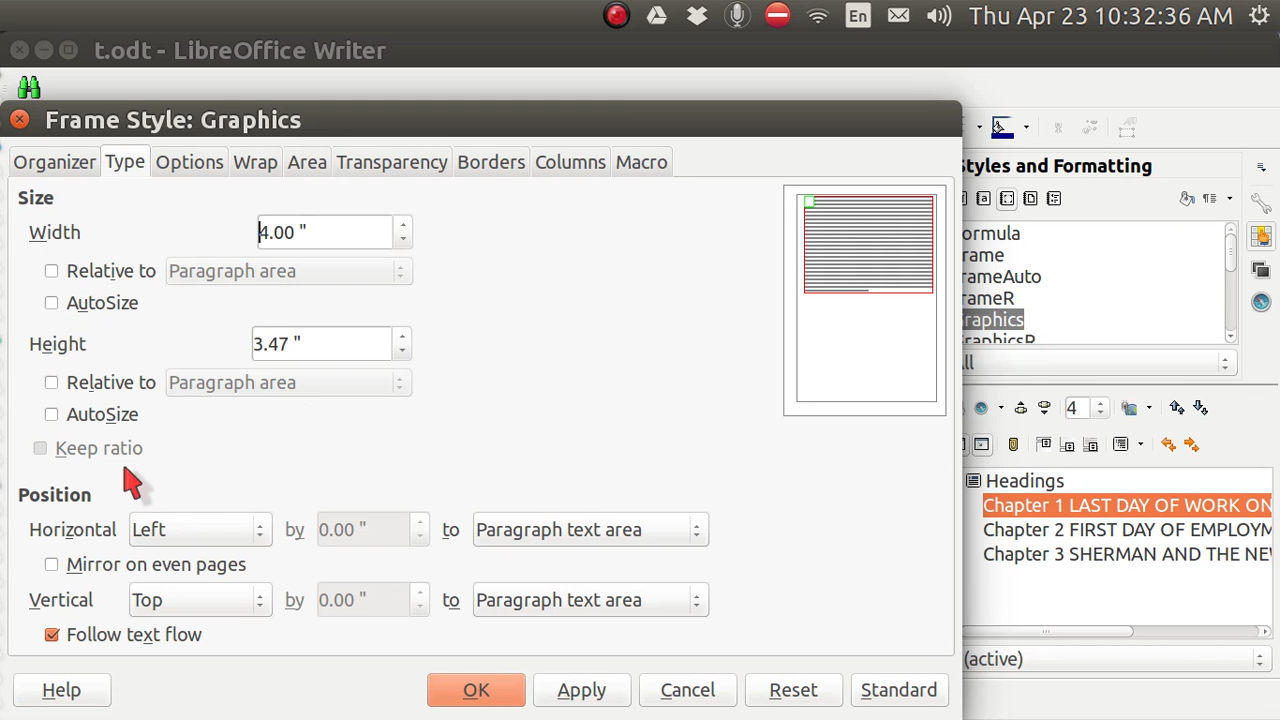 En Thu Apr 23 10:32:36 AM
t.odt - LibreOffice Writer
Frame Style: Graphics
Organizer Type Options Wrap Area Transparency Borders Columns Macro
Size
Width 4.00 "
Relative to Paragraph area
AutoSize
Height 3.47 "
Relative to Paragraph area
AutoSize
Keep ratio
Position
Horizontal Left by 0.00 " to Paragraph text area
Mirror on even pages
Vertical Top by 0.00 " to Paragraph text area
Follow text flow
Help OK Apply Cancel Reset Standard
tyles and Formatting
ormula
rame
rameAuto
rameR
raphics
raphicsR
ll
4
Headings
Chapter 1 LAST DAY OF WORK ON
Chapter 2 FIRST DAY OF EMPLOYM
Chapter 3 SHERMAN AND THE NEW
(active)